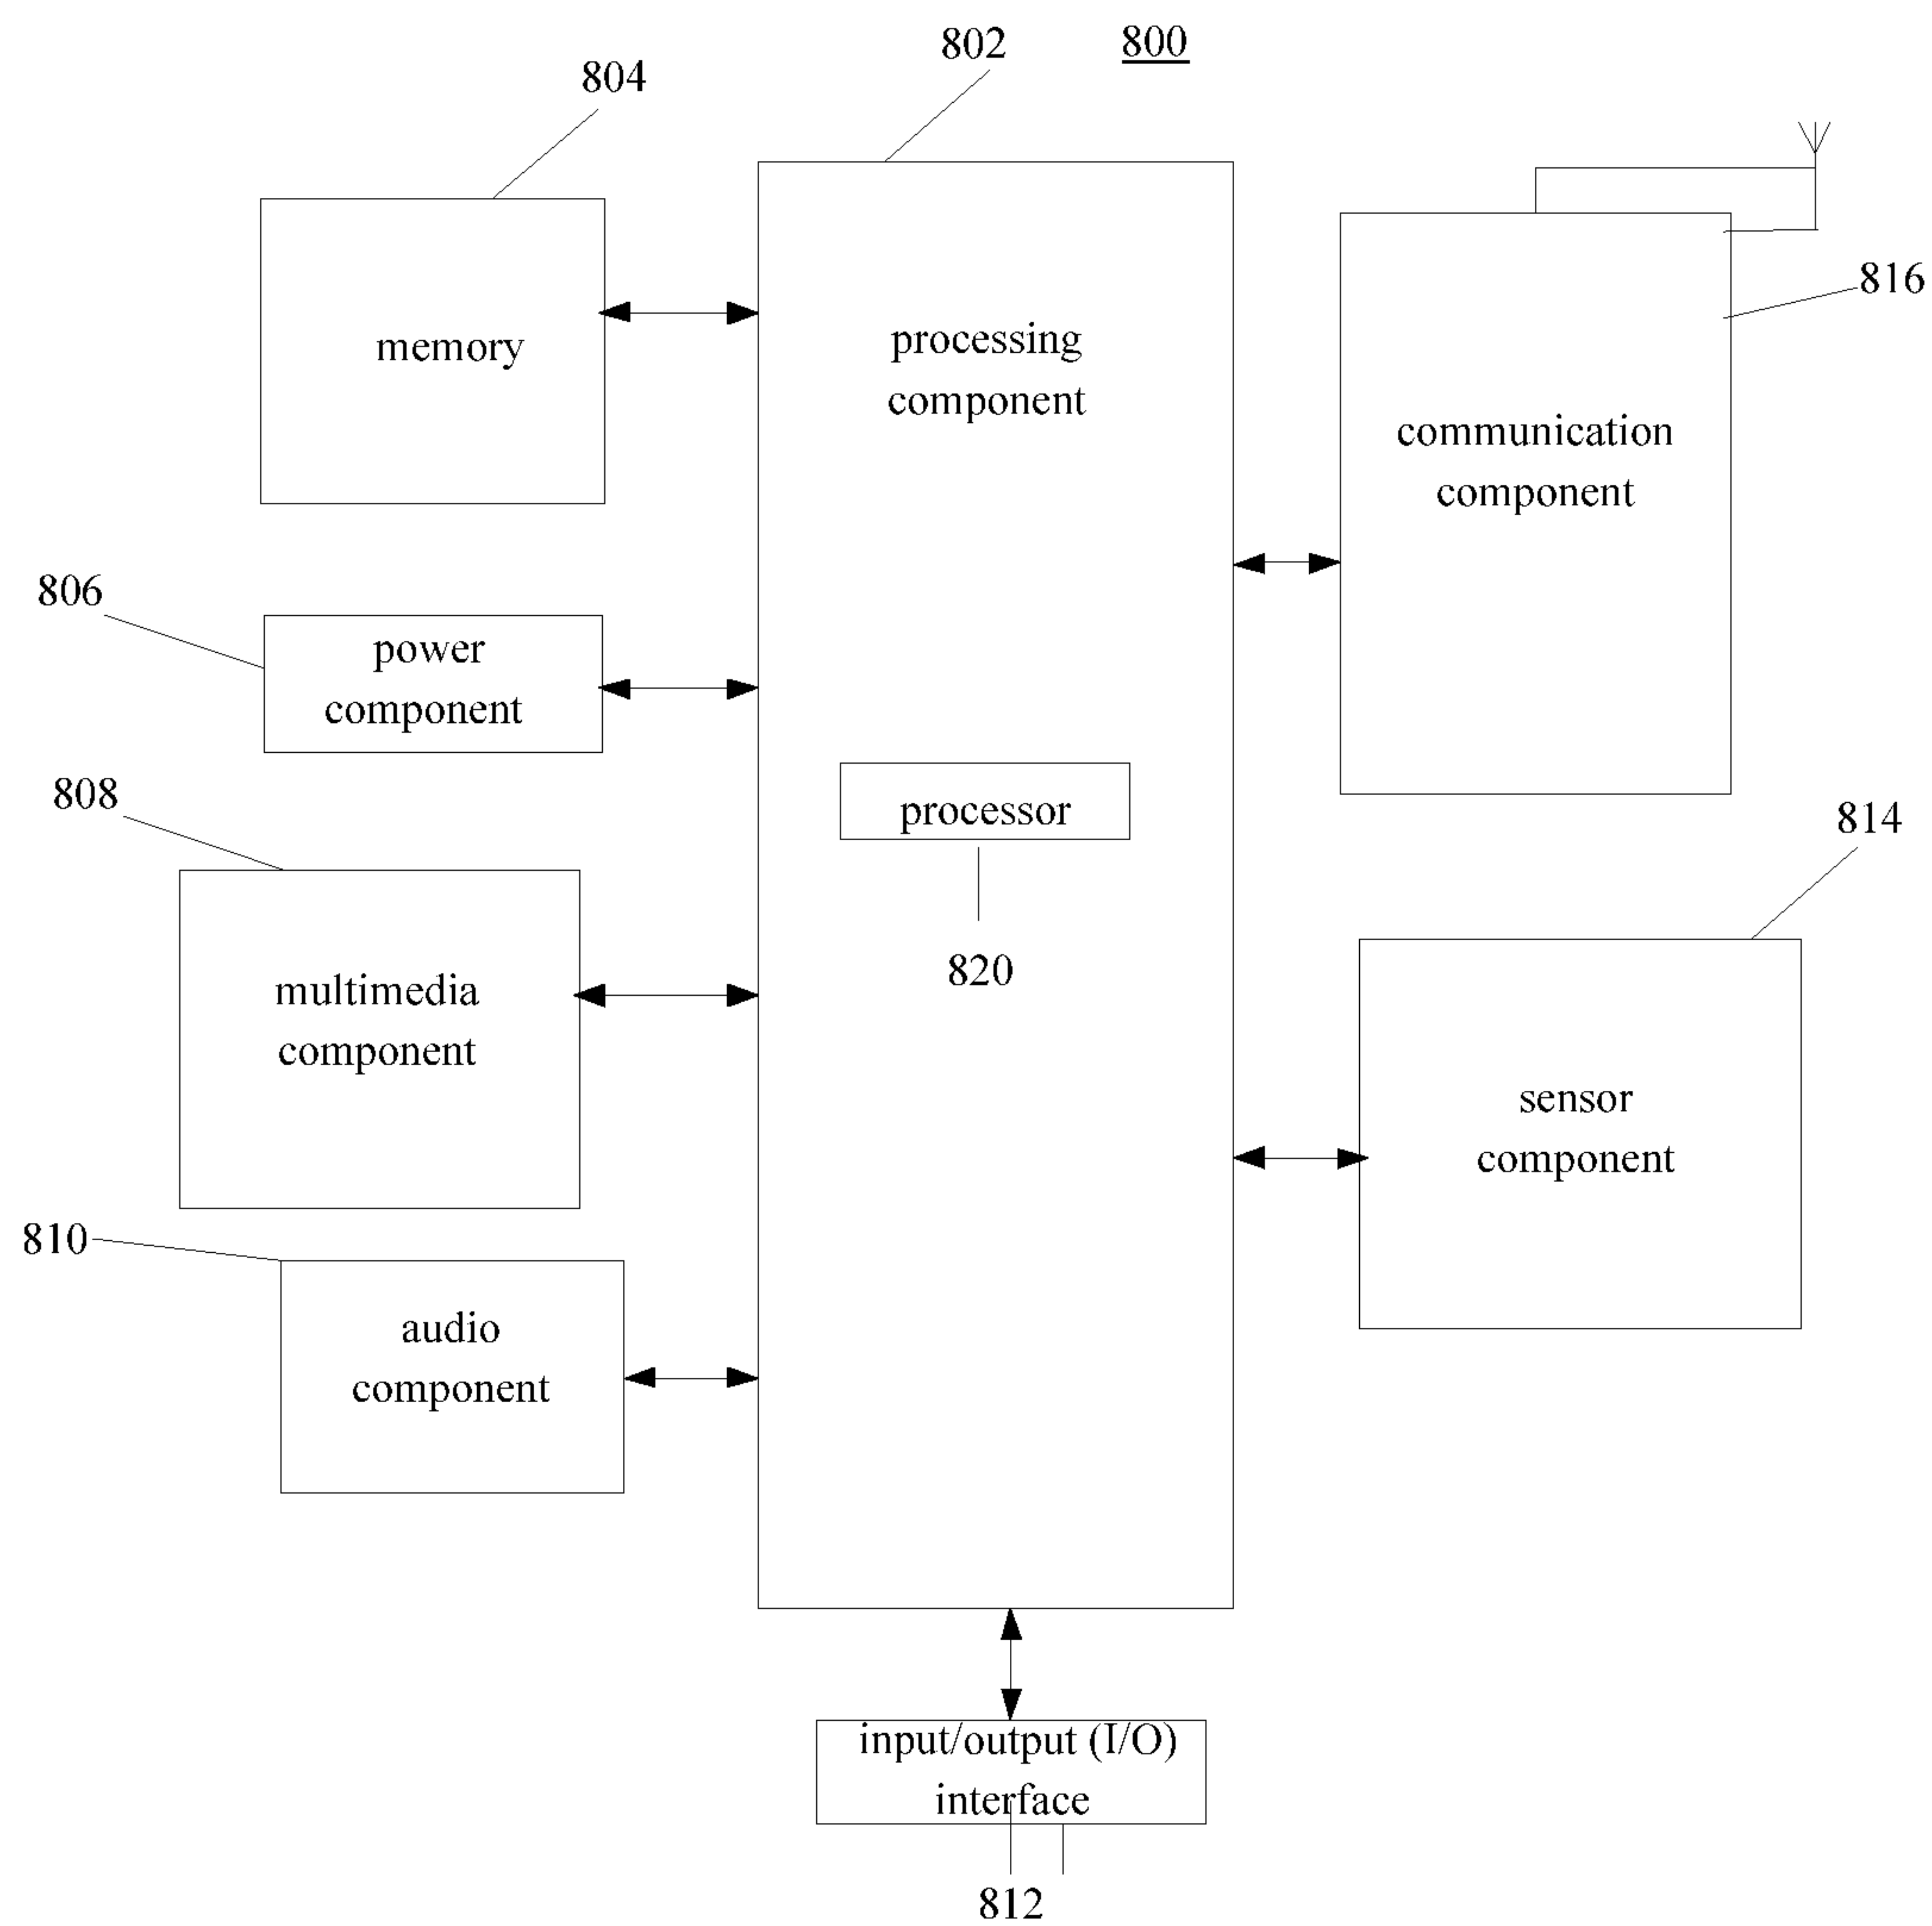 802
800
804
816
memory
processing
component
communication
component
806
power
component
808
processor
814
820
multimedia
component
sensor
component
810
audio
component
input/output (I/O)
interface
812